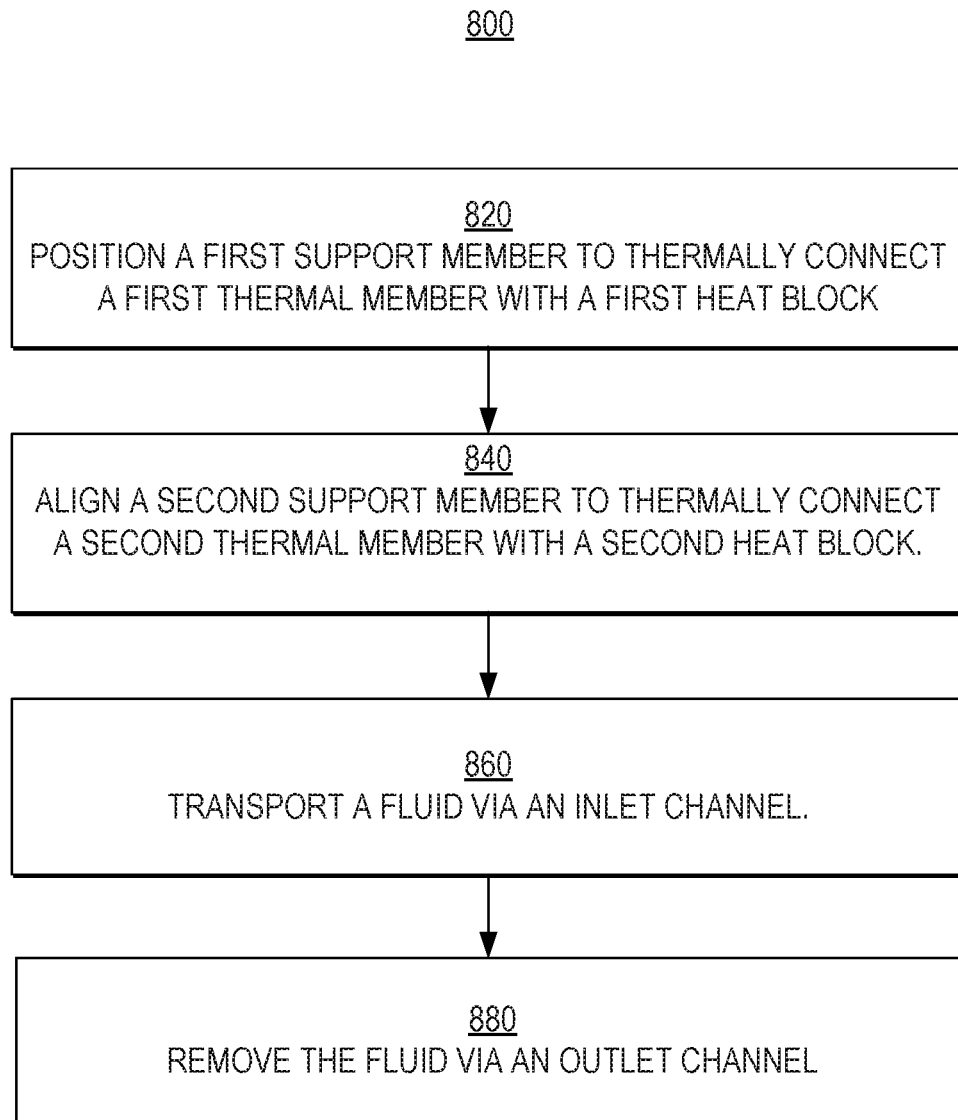 800
820
POSITION A FIRST SUPPORT MEMBER TO THERMALLY CONNECT
A FIRST THERMAL MEMBER WITH A FIRST HEAT BLOCK
840
ALIGN A SECOND SUPPORT MEMBER TO THERMALLY CONNECT
A SECOND THERMAL MEMBER WITH A SECOND HEAT BLOCK.
860
TRANSPORT A FLUID VIA AN INLET CHANNEL.
880
REMOVE THE FLUID VIA AN OUTLET CHANNEL